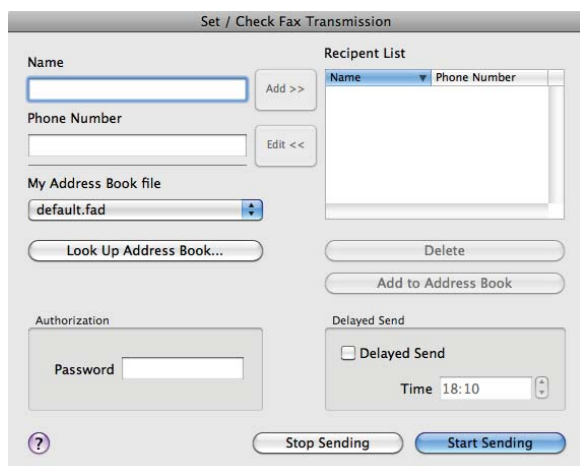 Set / Check Fax Transmission
Name
Add >>
Phone Number
Edit <<
My Address Book file
default.fad
Look Up Address Book...
Recipent List
Name Phone Number
Delete
Add to Address Book
Authorization
Password
Delayed Send
Delayed Send
Time 18:10
?
Stop Sending
Start Sending